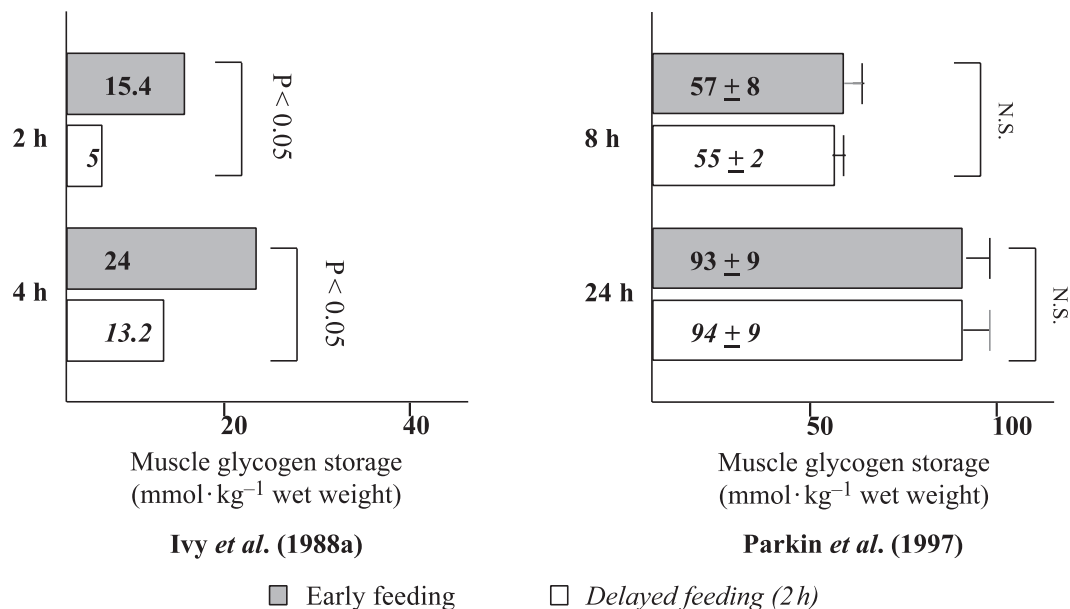 2 h
15.4
5
P < 0.05
4 h
24
13.2
P < 0.05
20
40
Muscle glycogen storage
(mmol·kg⁻¹ wet weight)
Ivy et al. (1988a)
8 h
57 ± 8
55 ± 2
N.S.
24 h
93 ± 9
94 ± 9
N.S.
50
100
Muscle glycogen storage
(mmol·kg⁻¹ wet weight)
Parkin et al. (1997)
Early feeding
Delayed feeding (2 h)